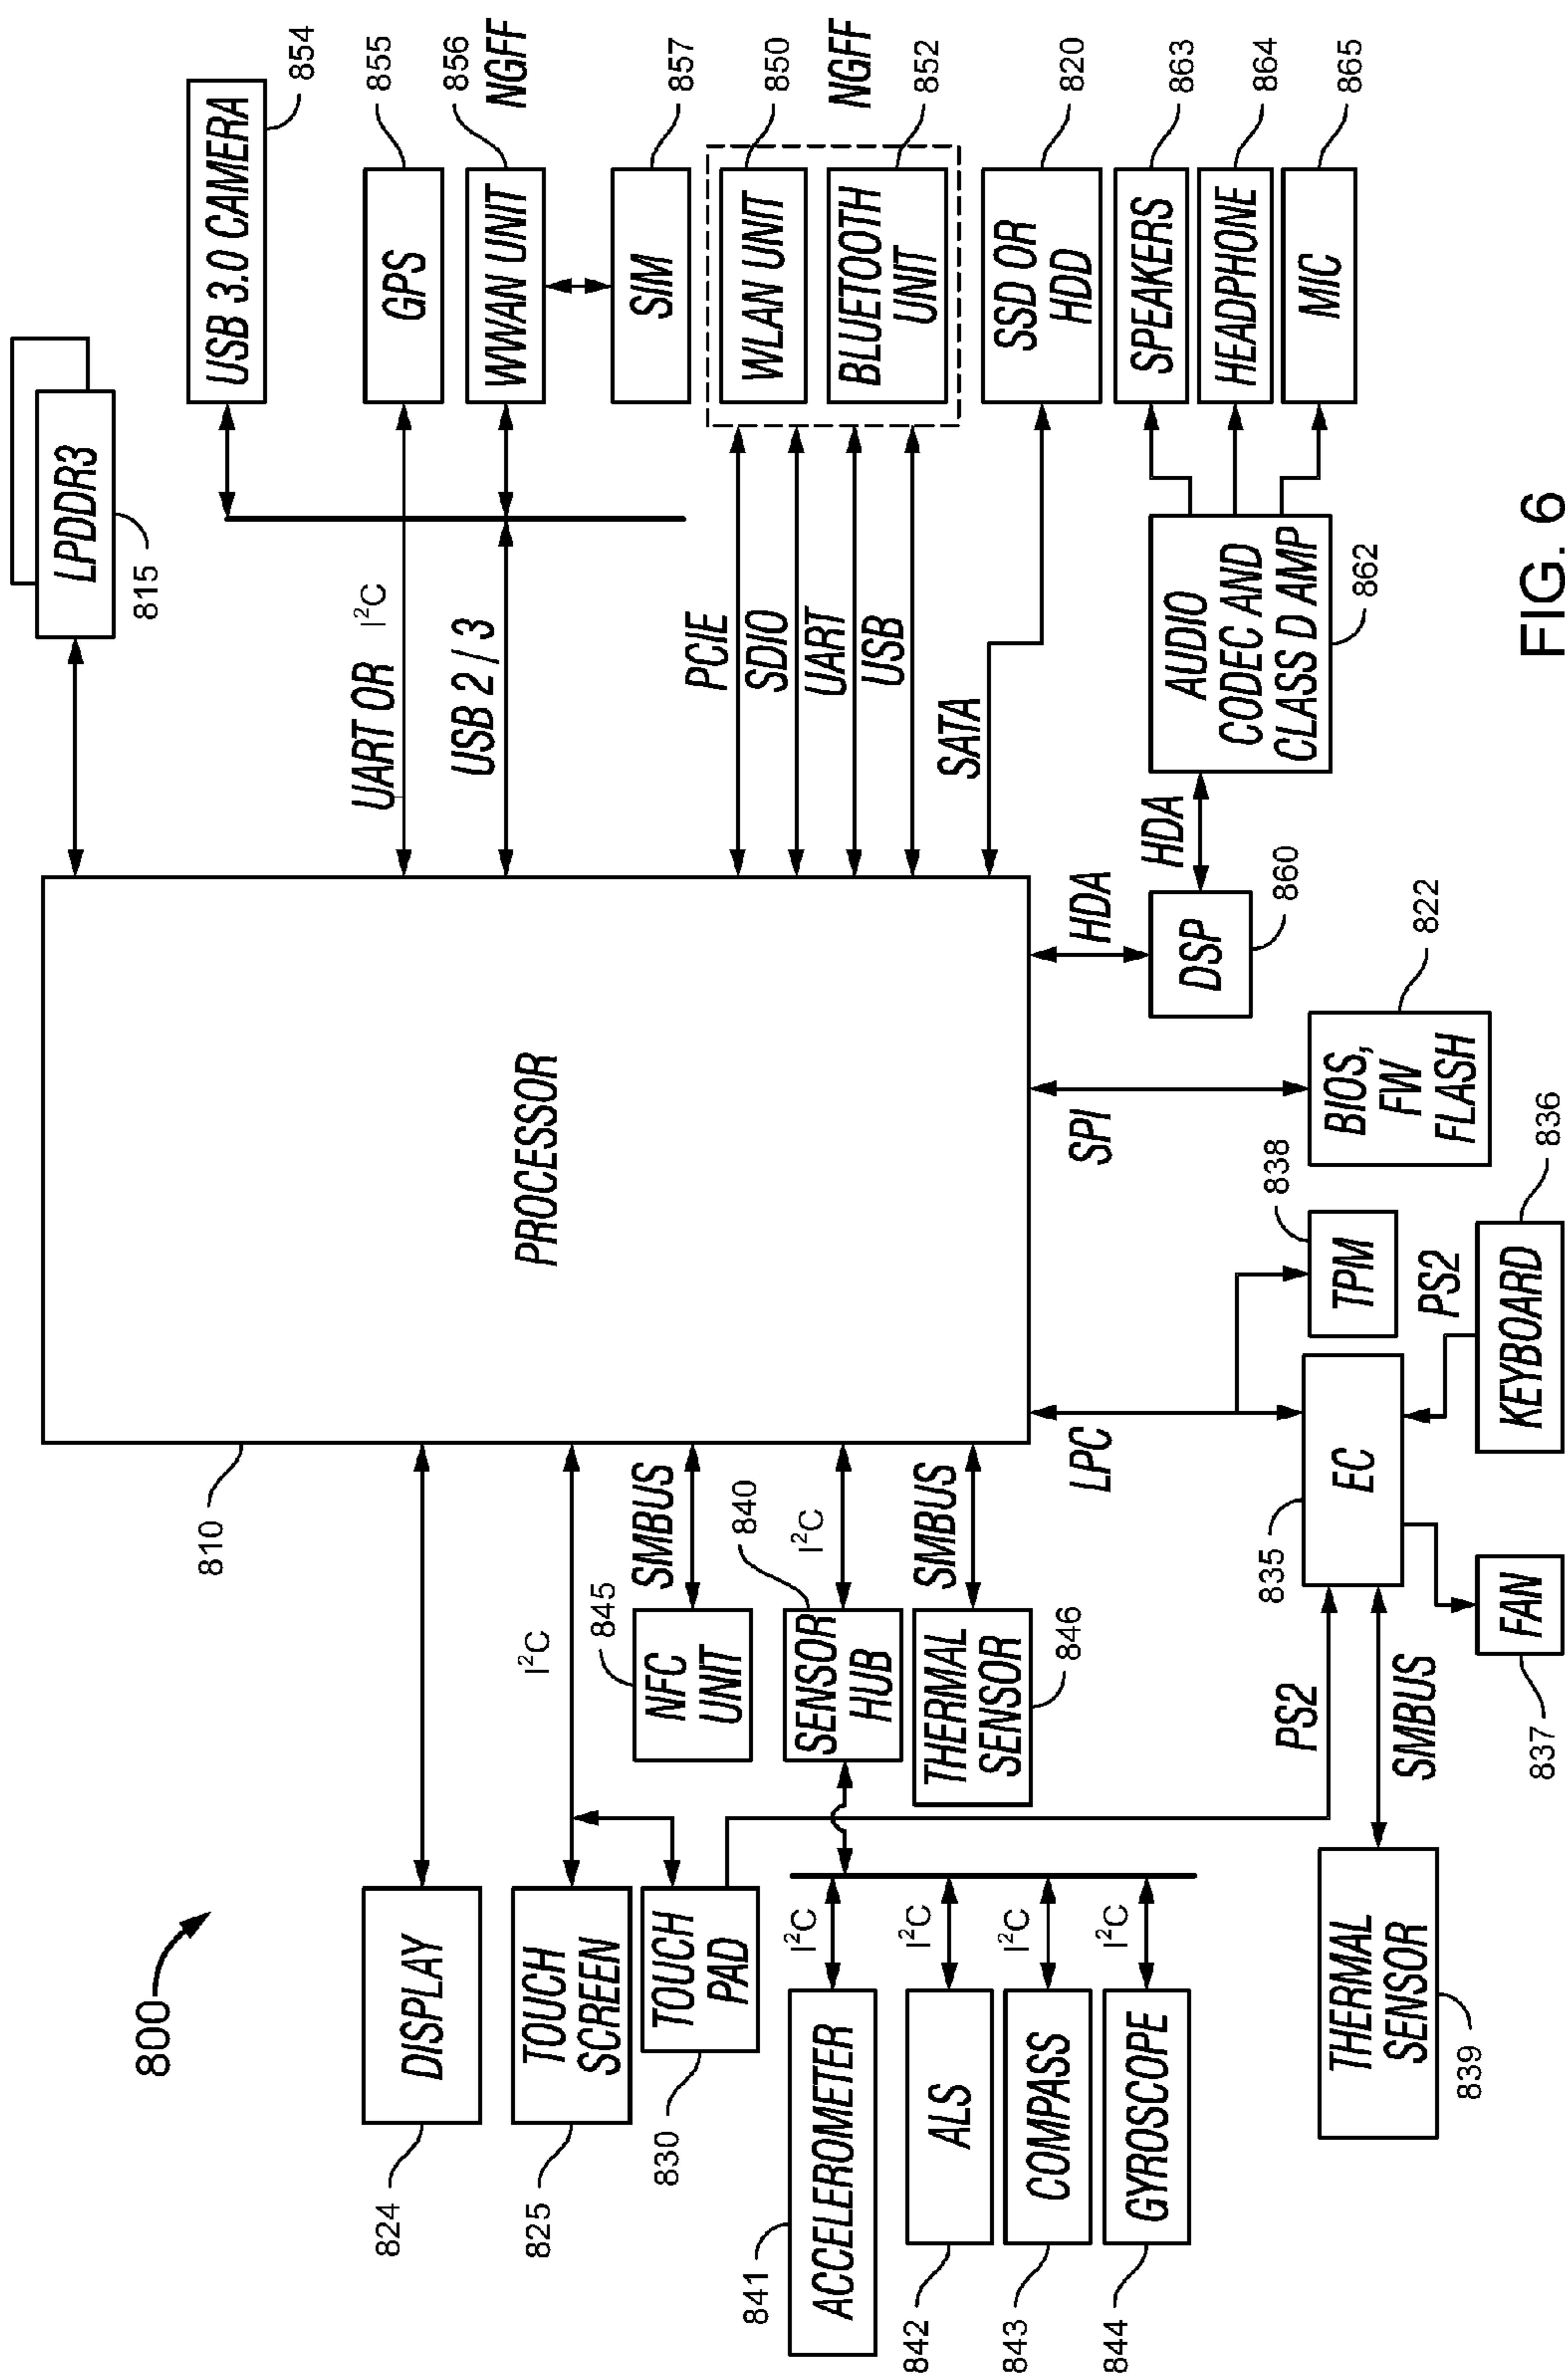 800
LPDDR3
815
USB 3.0 CAMERA
854
UART OR I²C
GPS
855
USB 2 / 3
WWAN UNIT
856
NGFF
SIM
857
PCIE
SDIO
UART
USB
WLAN UNIT
850
BLUETOOTH
UNIT
852
NGFF
SATA
SSD OR
HDD
820
SPEAKERS
863
HEADPHONE
864
MIC
865
AUDIO
CODEC AND
CLASS D AMP
862
HDA
HDA
DSP
860
PROCESSOR
810
SPI
BIOS,
FW
FLASH
822
LPC
TPM
838
EC
835
PS2
KEYBOARD
836
FAN
837
PS2
SMBUS
THERMAL
SENSOR
839
DISPLAY
824
I²C
TOUCH
SCREEN
825
TOUCH
PAD
830
SMBUS
NFC
UNIT
845
I²C
SENSOR
HUB
840
SMBUS
THERMAL
SENSOR
846
I²C
ACCELEROMETER
841
I²C
ALS
842
I²C
COMPASS
843
I²C
GYROSCOPE
844
FIG. 6